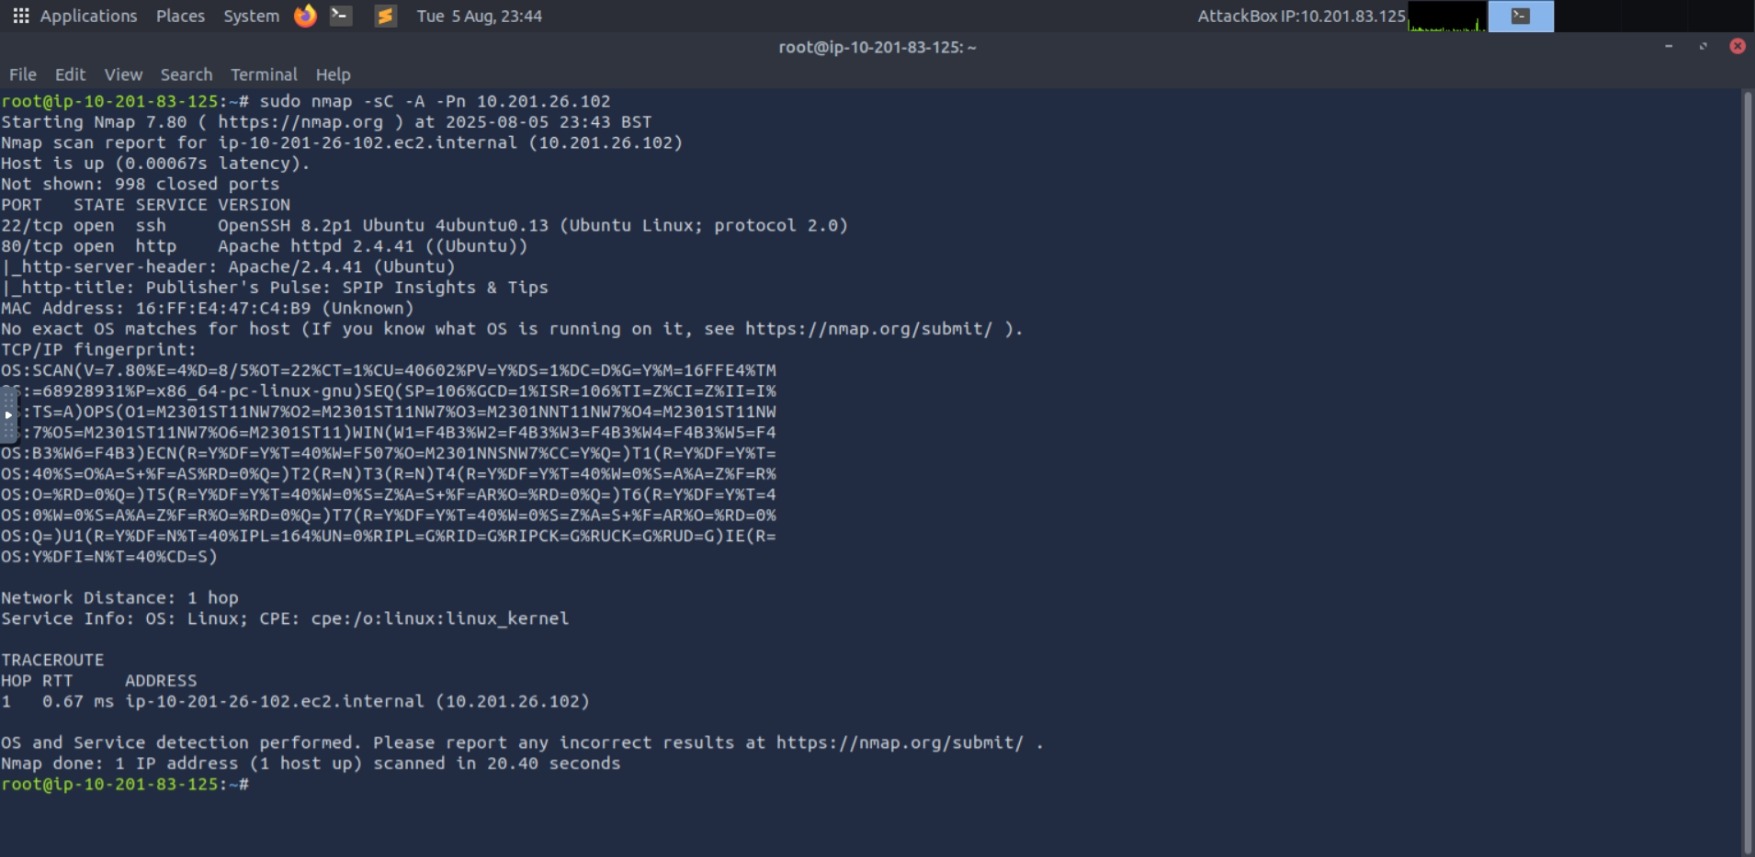 Applications Places System Tue 5 Aug, 23:44 AttackBox IP:10.201.83.125
root@ip-10-201-83-125: ~
File Edit View Search Terminal Help
root@ip-10-201-83-125:~# sudo nmap -sC -A -Pn 10.201.26.102
Starting Nmap 7.80 ( https://nmap.org ) at 2025-08-05 23:43 BST
Nmap scan report for ip-10-201-26-102.ec2.internal (10.201.26.102)
Host is up (0.00067s latency).
Not shown: 998 closed ports
PORT   STATE SERVICE VERSION
22/tcp open  ssh     OpenSSH 8.2p1 Ubuntu 4ubuntu0.13 (Ubuntu Linux; protocol 2.0)
80/tcp open  http    Apache httpd 2.4.41 ((Ubuntu))
|_http-server-header: Apache/2.4.41 (Ubuntu)
|_http-title: Publisher's Pulse: SPIP Insights & Tips
MAC Address: 16:FF:E4:47:C4:B9 (Unknown)
No exact OS matches for host (If you know what OS is running on it, see https://nmap.org/submit/ ).
TCP/IP fingerprint:
OS:SCAN(V=7.80%E=4%D=8/5%OT=22%CT=1%CU=40602%PV=Y%DS=1%DC=D%G=Y%M=16FFE4%TM
:=68928931%P=x86_64-pc-linux-gnu)SEQ(SP=106%GCD=1%ISR=106%TI=Z%CI=Z%II=I%
:TS=A)OPS(O1=M2301ST11NW7%O2=M2301ST11NW7%O3=M2301NNT11NW7%O4=M2301ST11NW
:7%O5=M2301ST11NW7%O6=M2301ST11)WIN(W1=F4B3%W2=F4B3%W3=F4B3%W4=F4B3%W5=F4
OS:B3%W6=F4B3)ECN(R=Y%DF=Y%T=40%W=F507%O=M2301NNSNW7%CC=Y%Q=)T1(R=Y%DF=Y%T=
OS:40%S=O%A=S+%F=AS%RD=0%Q=)T2(R=N)T3(R=N)T4(R=Y%DF=Y%T=40%W=0%S=A%A=Z%F=R%
OS:O=%RD=0%Q=)T5(R=Y%DF=Y%T=40%W=0%S=Z%A=S+%F=AR%O=%RD=0%Q=)T6(R=Y%DF=Y%T=4
OS:0%W=0%S=A%A=Z%F=R%O=%RD=0%Q=)T7(R=Y%DF=Y%T=40%W=0%S=Z%A=S+%F=AR%O=%RD=0%
OS:Q=)U1(R=Y%DF=N%T=40%IPL=164%UN=0%RIPL=G%RID=G%RIPCK=G%RUCK=G%RUD=G)IE(R=
OS:Y%DFI=N%T=40%CD=S)
Network Distance: 1 hop
Service Info: OS: Linux; CPE: cpe:/o:linux:linux_kernel
TRACEROUTE
HOP RTT     ADDRESS
1   0.67 ms ip-10-201-26-102.ec2.internal (10.201.26.102)
OS and Service detection performed. Please report any incorrect results at https://nmap.org/submit/ .
Nmap done: 1 IP address (1 host up) scanned in 20.40 seconds
root@ip-10-201-83-125:~#